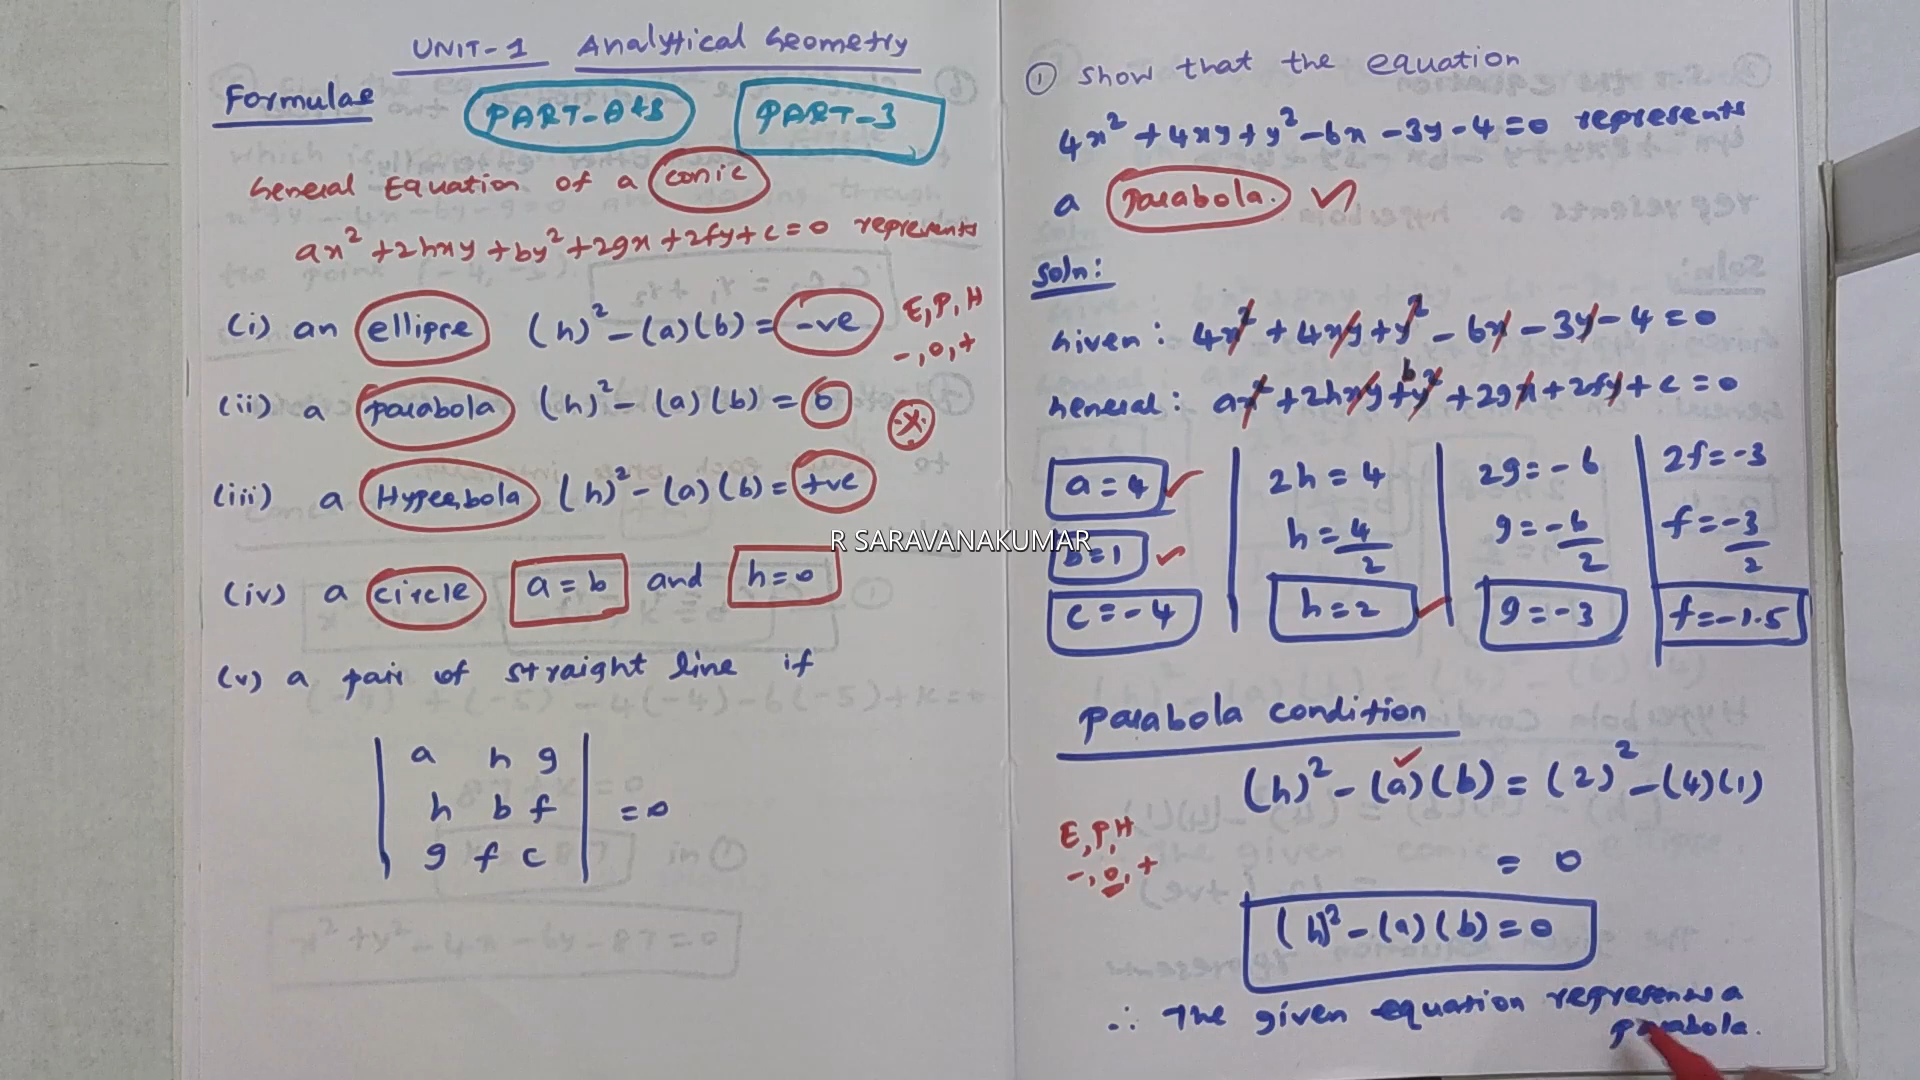 UNIT-1 Analytical Geometry
Formulae PART-A+B PART-3
General Equation of a conic
ax²+2hxy+by²+2gx+2fy+c=0 represents
(i) an ellipse (h)²-(a)(b)=-ve
E,P,H
-,0,+
(ii) a parabola (h)²-(a)(b)=0
(iii) a Hyperbola (h)²-(a)(b)=+ve
(iv) a circle a=b and h=0
(v) a pair of straight line if
a h g
h b f =0
g f c
① Show that the equation
4x²+4xy+y²-6x-3y-4=0 represents
a parabola. ✓
Soln:
Given: 4x²+4xy+y²-6x-3y-4=0
General: ax²+2hxy+by²+2gx+2fy+c=0
a=4 ✓ 2h=4 2g=-6 2f=-3
b=1 ✓ h=4/2 g=-6/2 f=-3/2
c=-4 h=2 ✓ g=-3 f=-1.5
R SARAVANAKUMAR
Parabola condition
(h)²-(a)(b)=(2)²-(4)(1)
E,P,H
-,0,+
= 0
(h)²-(a)(b)=0
∴ The given equation represents a
parabola.